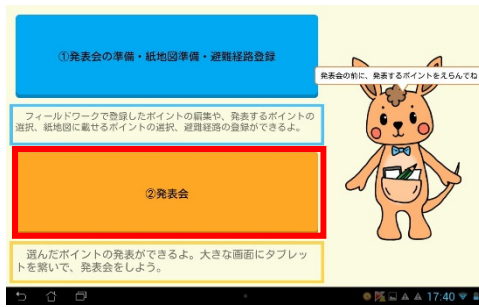 ①発表会の準備・紙地図準備・避難経路登録
発表会の前に、発表するポイントをえらんでね
フィールドワークで登録したポイントの編集や、発表するポイントの
選択、紙地図に載せるポイントの選択、避難経路の登録ができるよ。
②発表会
選んだポイントの発表ができるよ。大きな画面にタブレッ
トを繋いで、発表会をしよう。
17:40